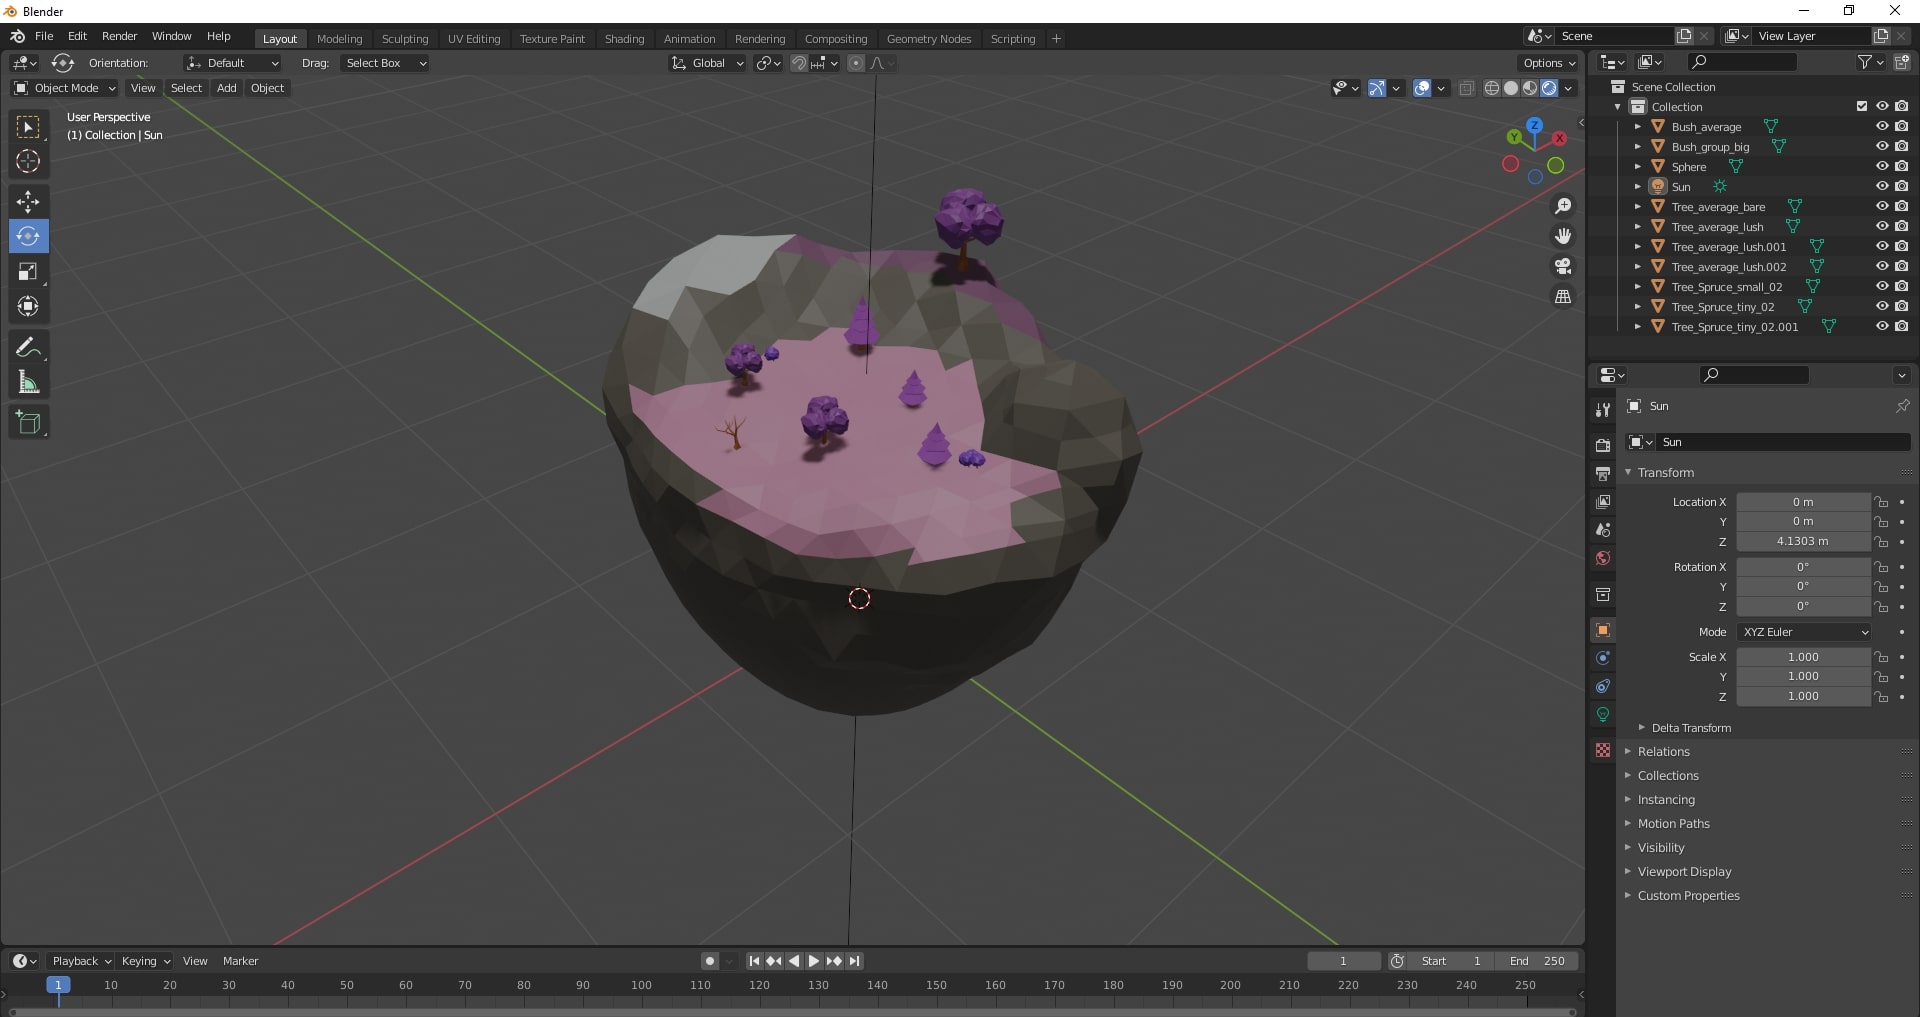 Blender
File Edit Render Window Help Layout Modeling Sculpting UV Editing Texture Paint Shading Animation Rendering Compositing Geometry Nodes Scripting + Scene View Layer
Orientation: Default Drag: Select Box Global Options
Object Mode View Select Add Object
User Perspective
(1) Collection | Sun
Z
Y
X
Scene Collection
Collection
Bush_average
Bush_group_big
Sphere
Sun
Tree_average_bare
Tree_average_lush
Tree_average_lush.001
Tree_average_lush.002
Tree_Spruce_small_02
Tree_Spruce_tiny_02
Tree_Spruce_tiny_02.001
Sun
Sun
Transform
Location X 0 m
Y 0 m
Z 4.1303 m
Rotation X 0°
Y 0°
Z 0°
Mode XYZ Euler
Scale X 1.000
Y 1.000
Z 1.000
Delta Transform
Relations
Collections
Instancing
Motion Paths
Visibility
Viewport Display
Custom Properties
Playback Keying View Marker 1 Start 1 End 250
1 10 20 30 40 50 60 70 80 90 100 110 120 130 140 150 160 170 180 190 200 210 220 230 240 250